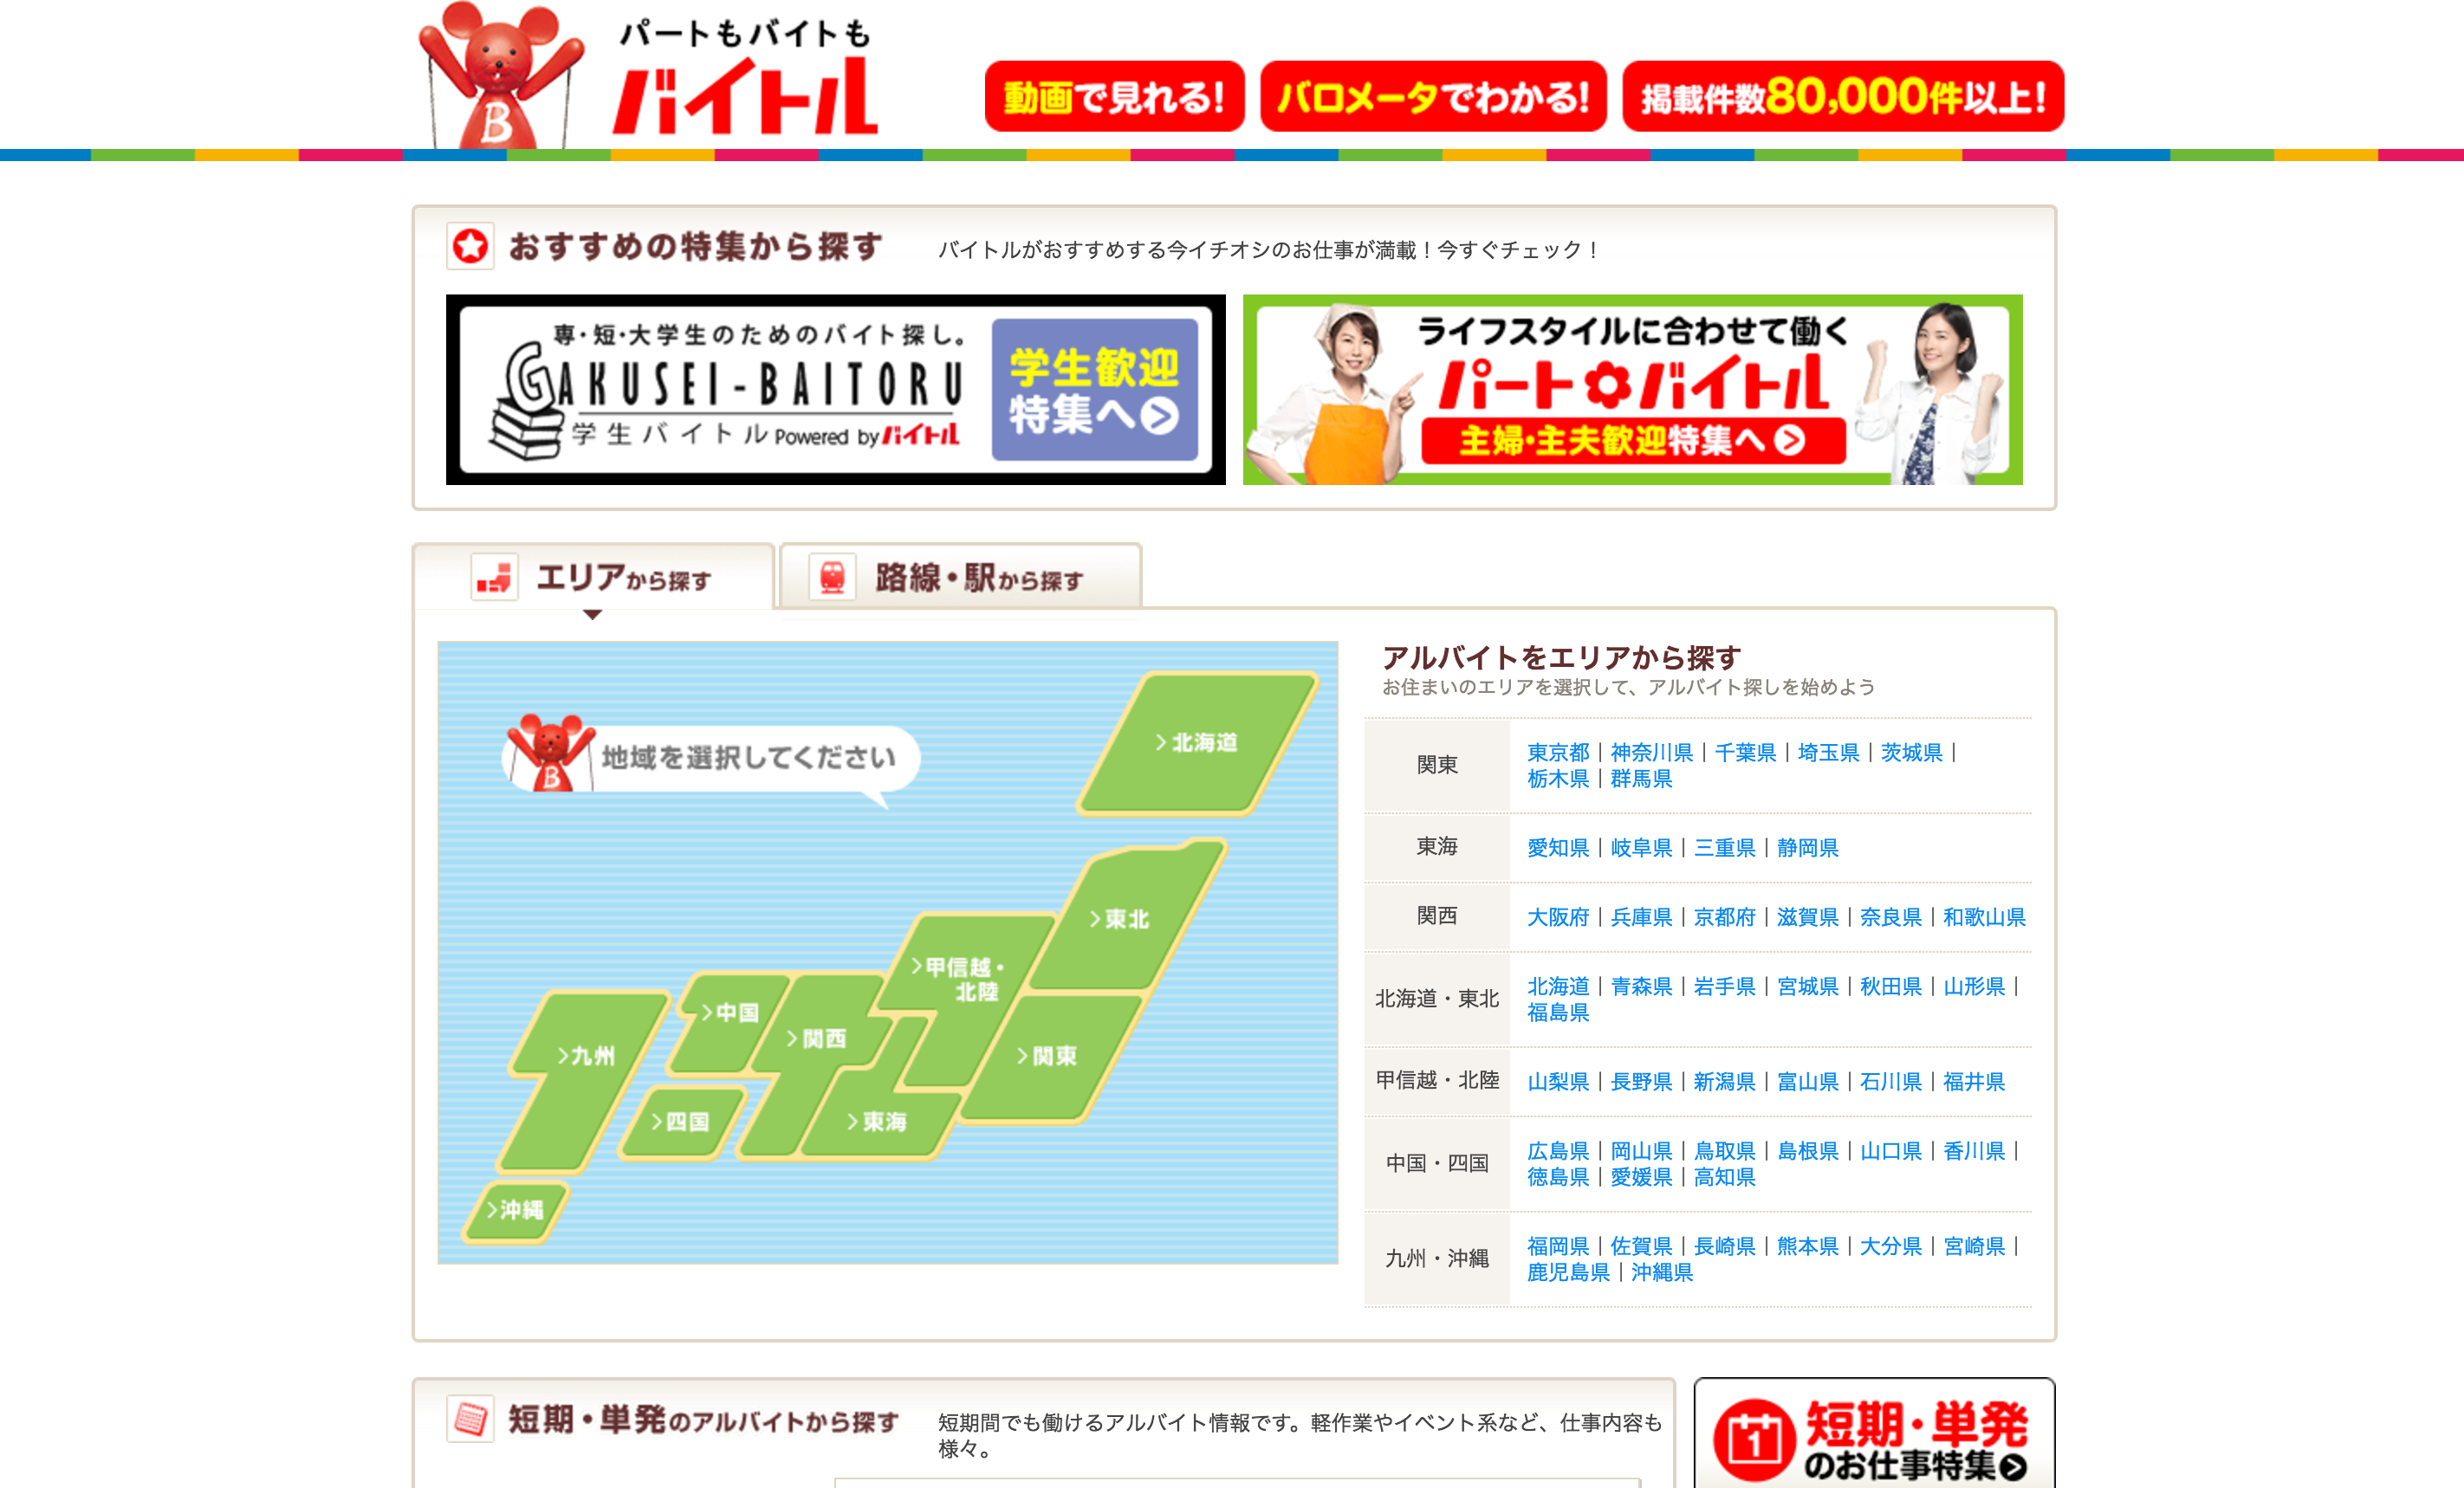 パートもバイトも
バイトル
動画で見れる!
バロメータでわかる!
掲載件数80,000件以上!
B
おすすめの特集から探す
バイトルがおすすめする今イチオシのお仕事が満載！今すぐチェック！
専・短・大学生のためのバイト探し。
GAKUSEI-BAITORU
学生バイトル Powered by バイトル
学生歓迎
特集へ
ライフスタイルに合わせて働く
パート バイトル
主婦・主夫歓迎特集へ
エリアから探す
路線・駅から探す
B
地域を選択してください
北海道
東北
甲信越・
北陸
中国
関西
関東
九州
四国
東海
沖縄
アルバイトをエリアから探す
お住まいのエリアを選択して、アルバイト探しを始めよう
関東
東京都 | 神奈川県 | 千葉県 | 埼玉県 | 茨城県 |
栃木県 | 群馬県
東海
愛知県 | 岐阜県 | 三重県 | 静岡県
関西
大阪府 | 兵庫県 | 京都府 | 滋賀県 | 奈良県 | 和歌山県
北海道・東北
北海道 | 青森県 | 岩手県 | 宮城県 | 秋田県 | 山形県 |
福島県
甲信越・北陸
山梨県 | 長野県 | 新潟県 | 富山県 | 石川県 | 福井県
中国・四国
広島県 | 岡山県 | 鳥取県 | 島根県 | 山口県 | 香川県 |
徳島県 | 愛媛県 | 高知県
九州・沖縄
福岡県 | 佐賀県 | 長崎県 | 熊本県 | 大分県 | 宮崎県 |
鹿児島県 | 沖縄県
短期・単発のアルバイトから探す
短期間でも働けるアルバイト情報です。軽作業やイベント系など、仕事内容も
様々。
1
短期・単発
のお仕事特集